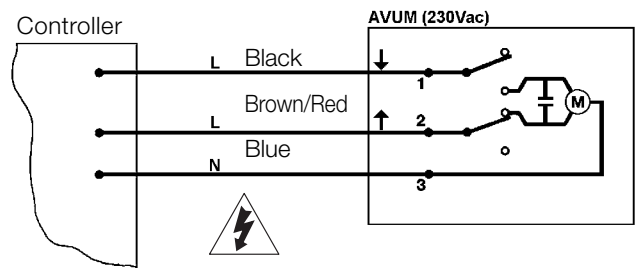 Controller
AVUM (230Vac)
L Black
1
Brown/Red
L
2
Blue
N
3
M